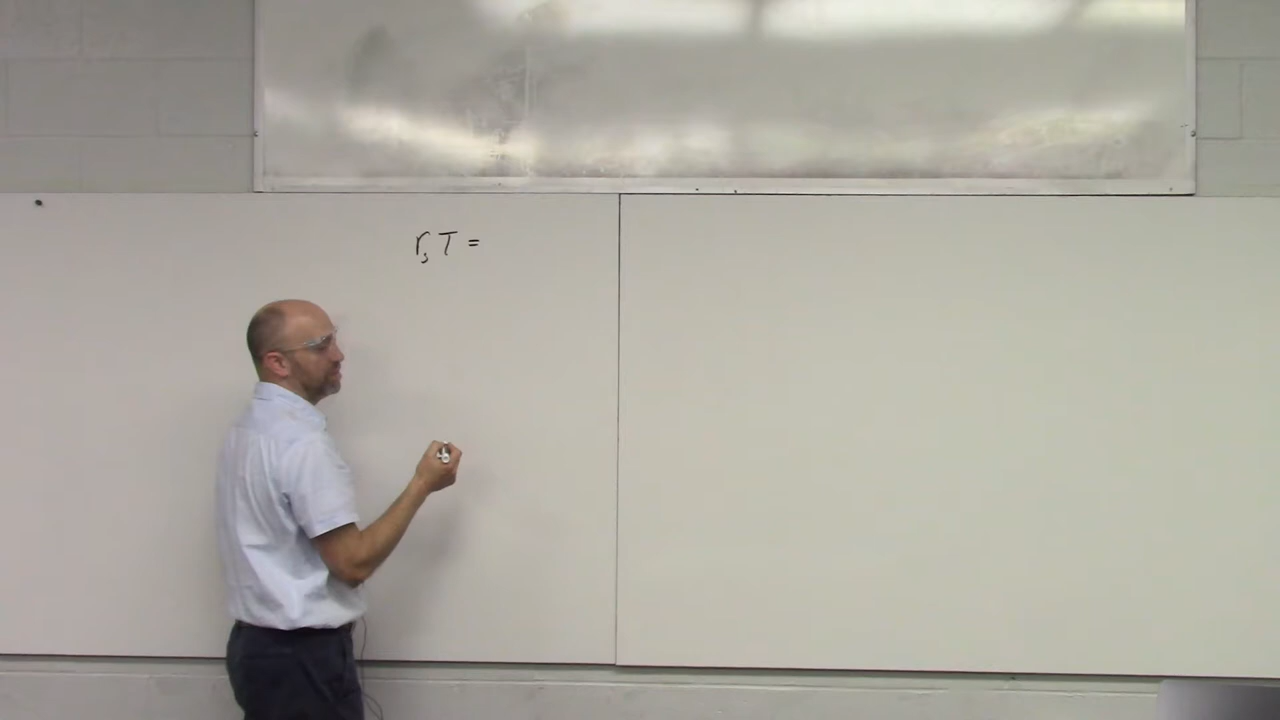 r, T =